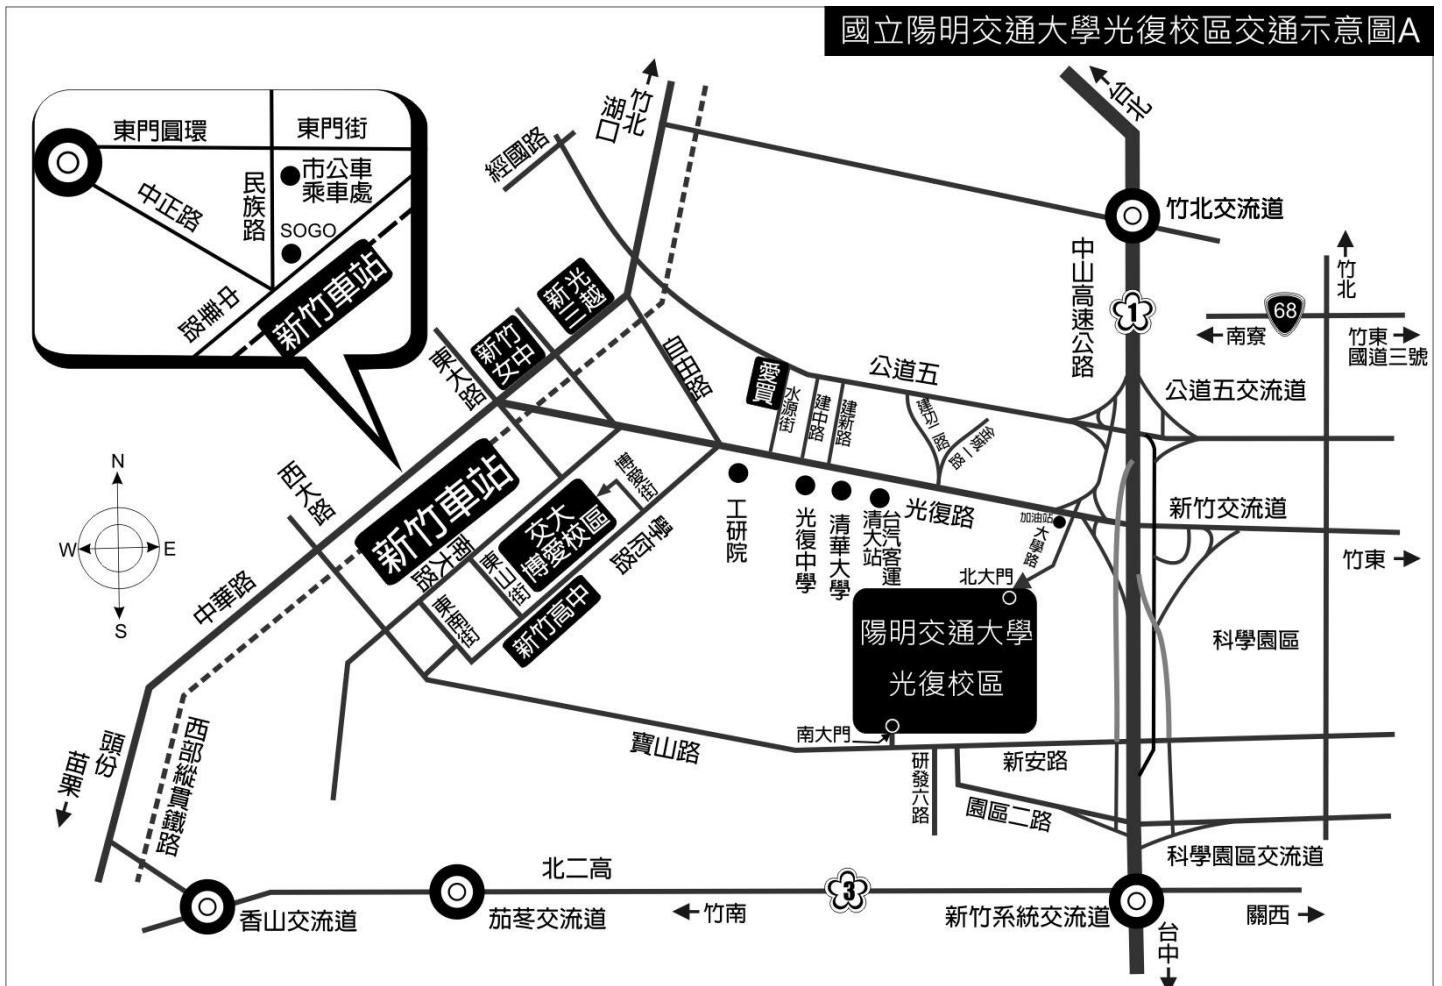 國立陽明交通大學光復校區交通示意圖A
東門圓環
東門街
市公車
乘車處
民族路
中正路
SOGO
中華路
新竹車站
竹北
湖口
經國路
台北
竹北交流道
中山高速公路
1
竹北
68
南寮
竹東
國道三號
新光
三越
新竹
女中
東大路
自由路
愛買
水源街
建中路
建新路
公道五
建功二路
金城一路
公道五交流道
N
W
E
S
西大路
新竹車站
博愛街
交大
博愛校區
學府路
南大路
東山街
東南街
新竹高中
工研院
光復中學
清華大學
台汽客運
清大站
光復路
加油站
大學路
新竹交流道
竹東
北大門
陽明交通大學
光復校區
南大門
科學園區
中華路
頭份
苗栗
西部縱貫鐵路
寶山路
研發六路
新安路
園區二路
科學園區交流道
北二高
3
香山交流道
茄苳交流道
竹南
新竹系統交流道
關西
台中